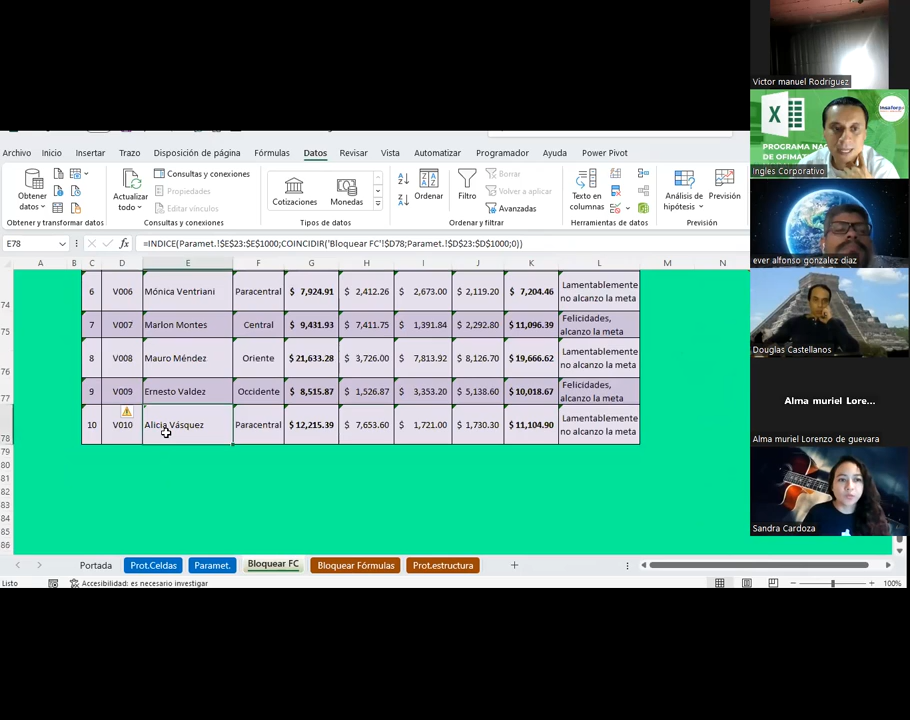 Archivo Inicio Insertar Trazo Disposición de página Fórmulas Datos Revisar Vista Automatizar Programador Ayuda Power Pivot
Obtener datos
Actualizar todo
Consultas y conexiones
Propiedades
Editar vínculos
Cotizaciones Monedas
Ordenar
Filtro
Borrar
Volver a aplicar
Avanzadas
Texto en columnas
Análisis de hipótesis
Previsión
Obtener y transformar datos Consultas y conexiones Tipos de datos Ordenar y filtrar Herramientas de datos Previsión
E78 fx =INDICE(Paramet.!$E$23:$E$1000;COINCIDIR('Bloquear FC'!$D78;Paramet.!$D$23:$D$1000;0))
A B C D E F G H I J K L M N
74 6 V006 Mónica Ventriani Paracentral $ 7,924.91 $ 2,412.26 $ 2,673.00 $ 2,119.20 $ 7,204.46 Lamentablemente no alcanzo la meta
75 7 V007 Marlon Montes Central $ 9,431.93 $ 7,411.75 $ 1,391.84 $ 2,292.80 $ 11,096.39 Felicidades, alcanzo la meta
76 8 V008 Mauro Méndez Oriente $ 21,633.28 $ 3,726.00 $ 7,813.92 $ 8,126.70 $ 19,666.62 Lamentablemente no alcanzo la meta
77 9 V009 Ernesto Valdez Occidente $ 8,515.87 $ 1,526.87 $ 3,353.20 $ 5,138.60 $ 10,018.67 Felicidades, alcanzo la meta
78 10 V010 Alicia Vásquez Paracentral $ 12,215.39 $ 7,653.60 $ 1,721.00 $ 1,730.30 $ 11,104.90 Lamentablemente no alcanzo la meta
79
80
81
82
83
84
85
86
Portada Prot.Celdas Paramet. Bloquear FC Bloquear Fórmulas Prot.estructura
Listo Accesibilidad: es necesario investigar 100%
Victor manuel Rodríguez
X
insaforp
PROGRAMA NA
DE OFIMÁT
Inglés Corporativo
ever alfonso gonzalez diaz
Douglas Castellanos
Alma muriel Lore...
Alma muriel Lorenzo de guevara
Sandra Cardoza